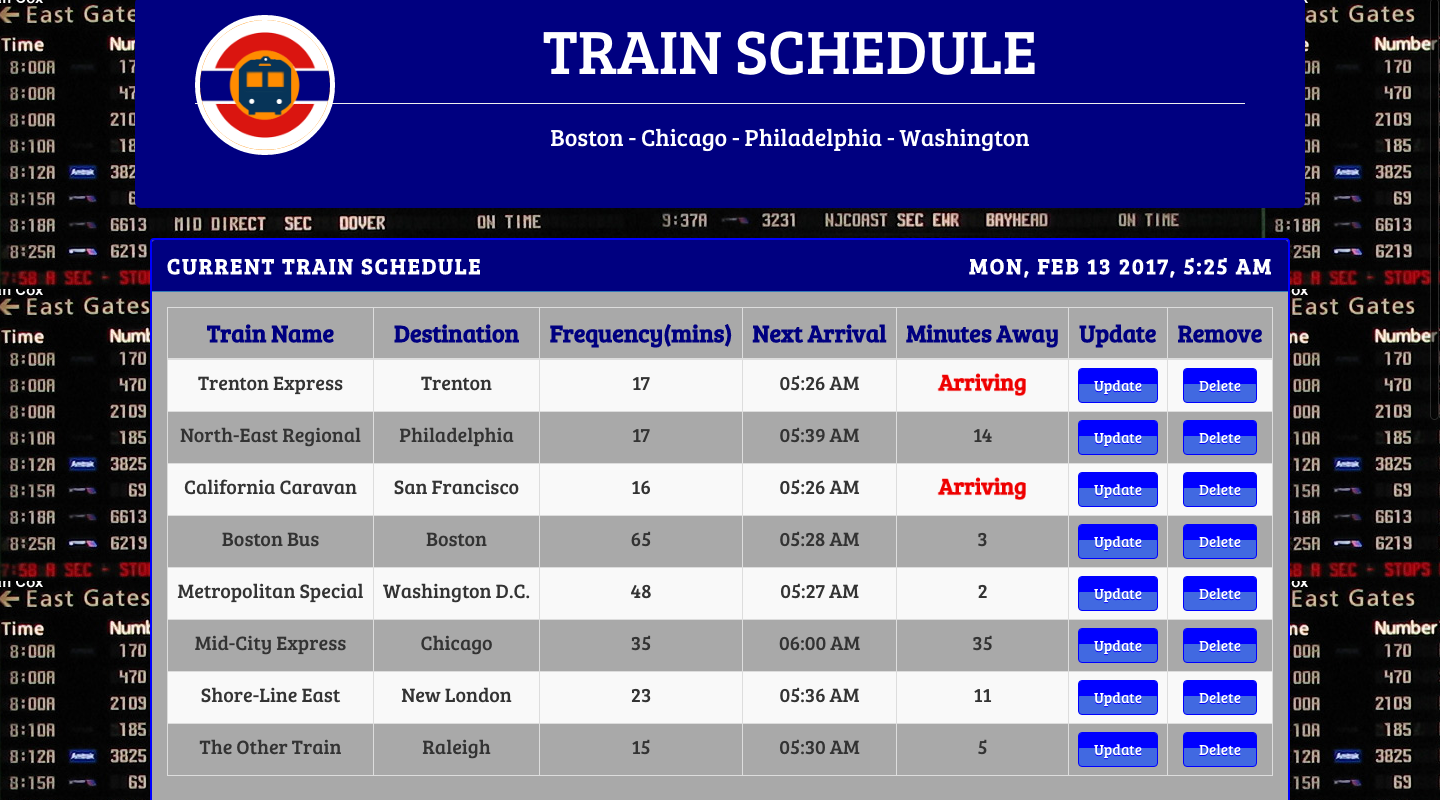 TRAIN SCHEDULE
Boston - Chicago - Philadelphia - Washington
East Gates
ast Gates
Time
Number
8:00A
170
8:00A
470
8:00A
2109
8:10A
185
8:12A Amtrak 3825
8:15A
69
8:18A 6613 MID DIRECT SEC DOVER ON TIME 9:37A 3231 NJCOAST SEC EWR BAYHEAD ON TIME 8:18A 6613
8:25A 6219
6219
7:58 A SEC - STO
A SEC - STOPS
CURRENT TRAIN SCHEDULE MON, FEB 13 2017, 5:25 AM
Train Name Destination Frequency(mins) Next Arrival Minutes Away Update Remove
Trenton Express Trenton 17 05:26 AM Arriving Update Delete
North-East Regional Philadelphia 17 05:39 AM 14 Update Delete
California Caravan San Francisco 16 05:26 AM Arriving Update Delete
Boston Bus Boston 65 05:28 AM 3 Update Delete
Metropolitan Special Washington D.C. 48 05:27 AM 2 Update Delete
Mid-City Express Chicago 35 06:00 AM 35 Update Delete
Shore-Line East New London 23 05:36 AM 11 Update Delete
The Other Train Raleigh 15 05:30 AM 5 Update Delete